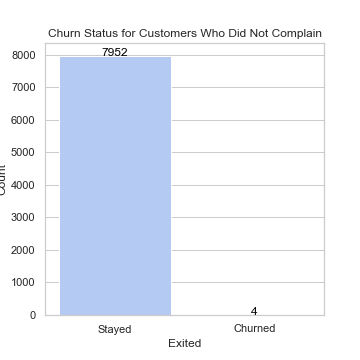 Churn Status for Customers Who Did Not Complain
7952
8000
7000
6000
5000
4000
3000
2000
1000
0
Count
4
Stayed
Churned
Exited